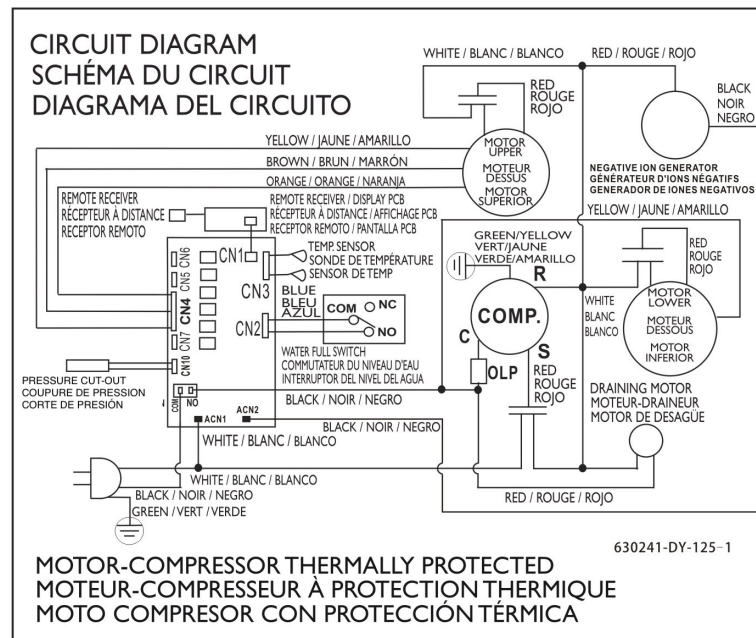 CIRCUIT DIAGRAM
SCHÉMA DU CIRCUIT
DIAGRAMA DEL CIRCUITO
WHITE / BLANC / BLANCO
RED / ROUGE / ROJO
RED
ROUGE
ROJO
BLACK
NOIR
NEGRO
MOTOR
UPPER
MOTEUR
DESSUS
MOTOR
SUPERIOR
NEGATIVE ION GENERATOR
GÉNÉRATEUR D'IONS NÉGATIFS
GENERADOR DE IONES NEGATIVOS
YELLOW / JAUNE / AMARILLO
BROWN / BRUN / MARRÓN
ORANGE / ORANGE / NARANJA
REMOTE RECEIVER
RÉCEPTEUR À DISTANCE
RECEPTOR REMOTO
REMOTE RECEIVER / DISPLAY PCB
RÉCEPTEUR À DISTANCE / AFFICHAGE PCB
RECEPTOR REMOTO / PANTALLA PCB
YELLOW / JAUNE / AMARILLO
CN6
CN5
CN4
CN7
CN10
CN1
CN3
CN2
TEMP. SENSOR
SONDE DE TEMPÉRATURE
SENSOR DE TEMP
GREEN/YELLOW
VERT/JAUNE
VERDE/AMARILLO
R
COMP.
C
S
OLP
RED
ROUGE
ROJO
RED
ROUGE
ROJO
WHITE
BLANC
BLANCO
MOTOR
LOWER
MOTEUR
DESSOUS
MOTOR
INFERIOR
BLUE
BLEU
AZUL
COM
NC
NO
WATER FULL SWITCH
COMMUTATEUR DU NIVEAU D'EAU
INTERRUPTOR DEL NIVEL DEL AGUA
PRESSURE CUT-OUT
COUPURE DE PRESSION
CORTE DE PRESIÓN
COM
NO
ACN1
ACN2
BLACK / NOIR / NEGRO
BLACK / NOIR / NEGRO
WHITE / BLANC / BLANCO
DRAINING MOTOR
MOTEUR-DRAINEUR
MOTOR DE DESAGÜE
WHITE / BLANC / BLANCO
BLACK / NOIR / NEGRO
GREEN / VERT / VERDE
RED / ROUGE / ROJO
630241-DY-125-1
MOTOR-COMPRESSOR THERMALLY PROTECTED
MOTEUR-COMPRESSEUR À PROTECTION THERMIQUE
MOTO COMPRESOR CON PROTECCIÓN TÉRMICA